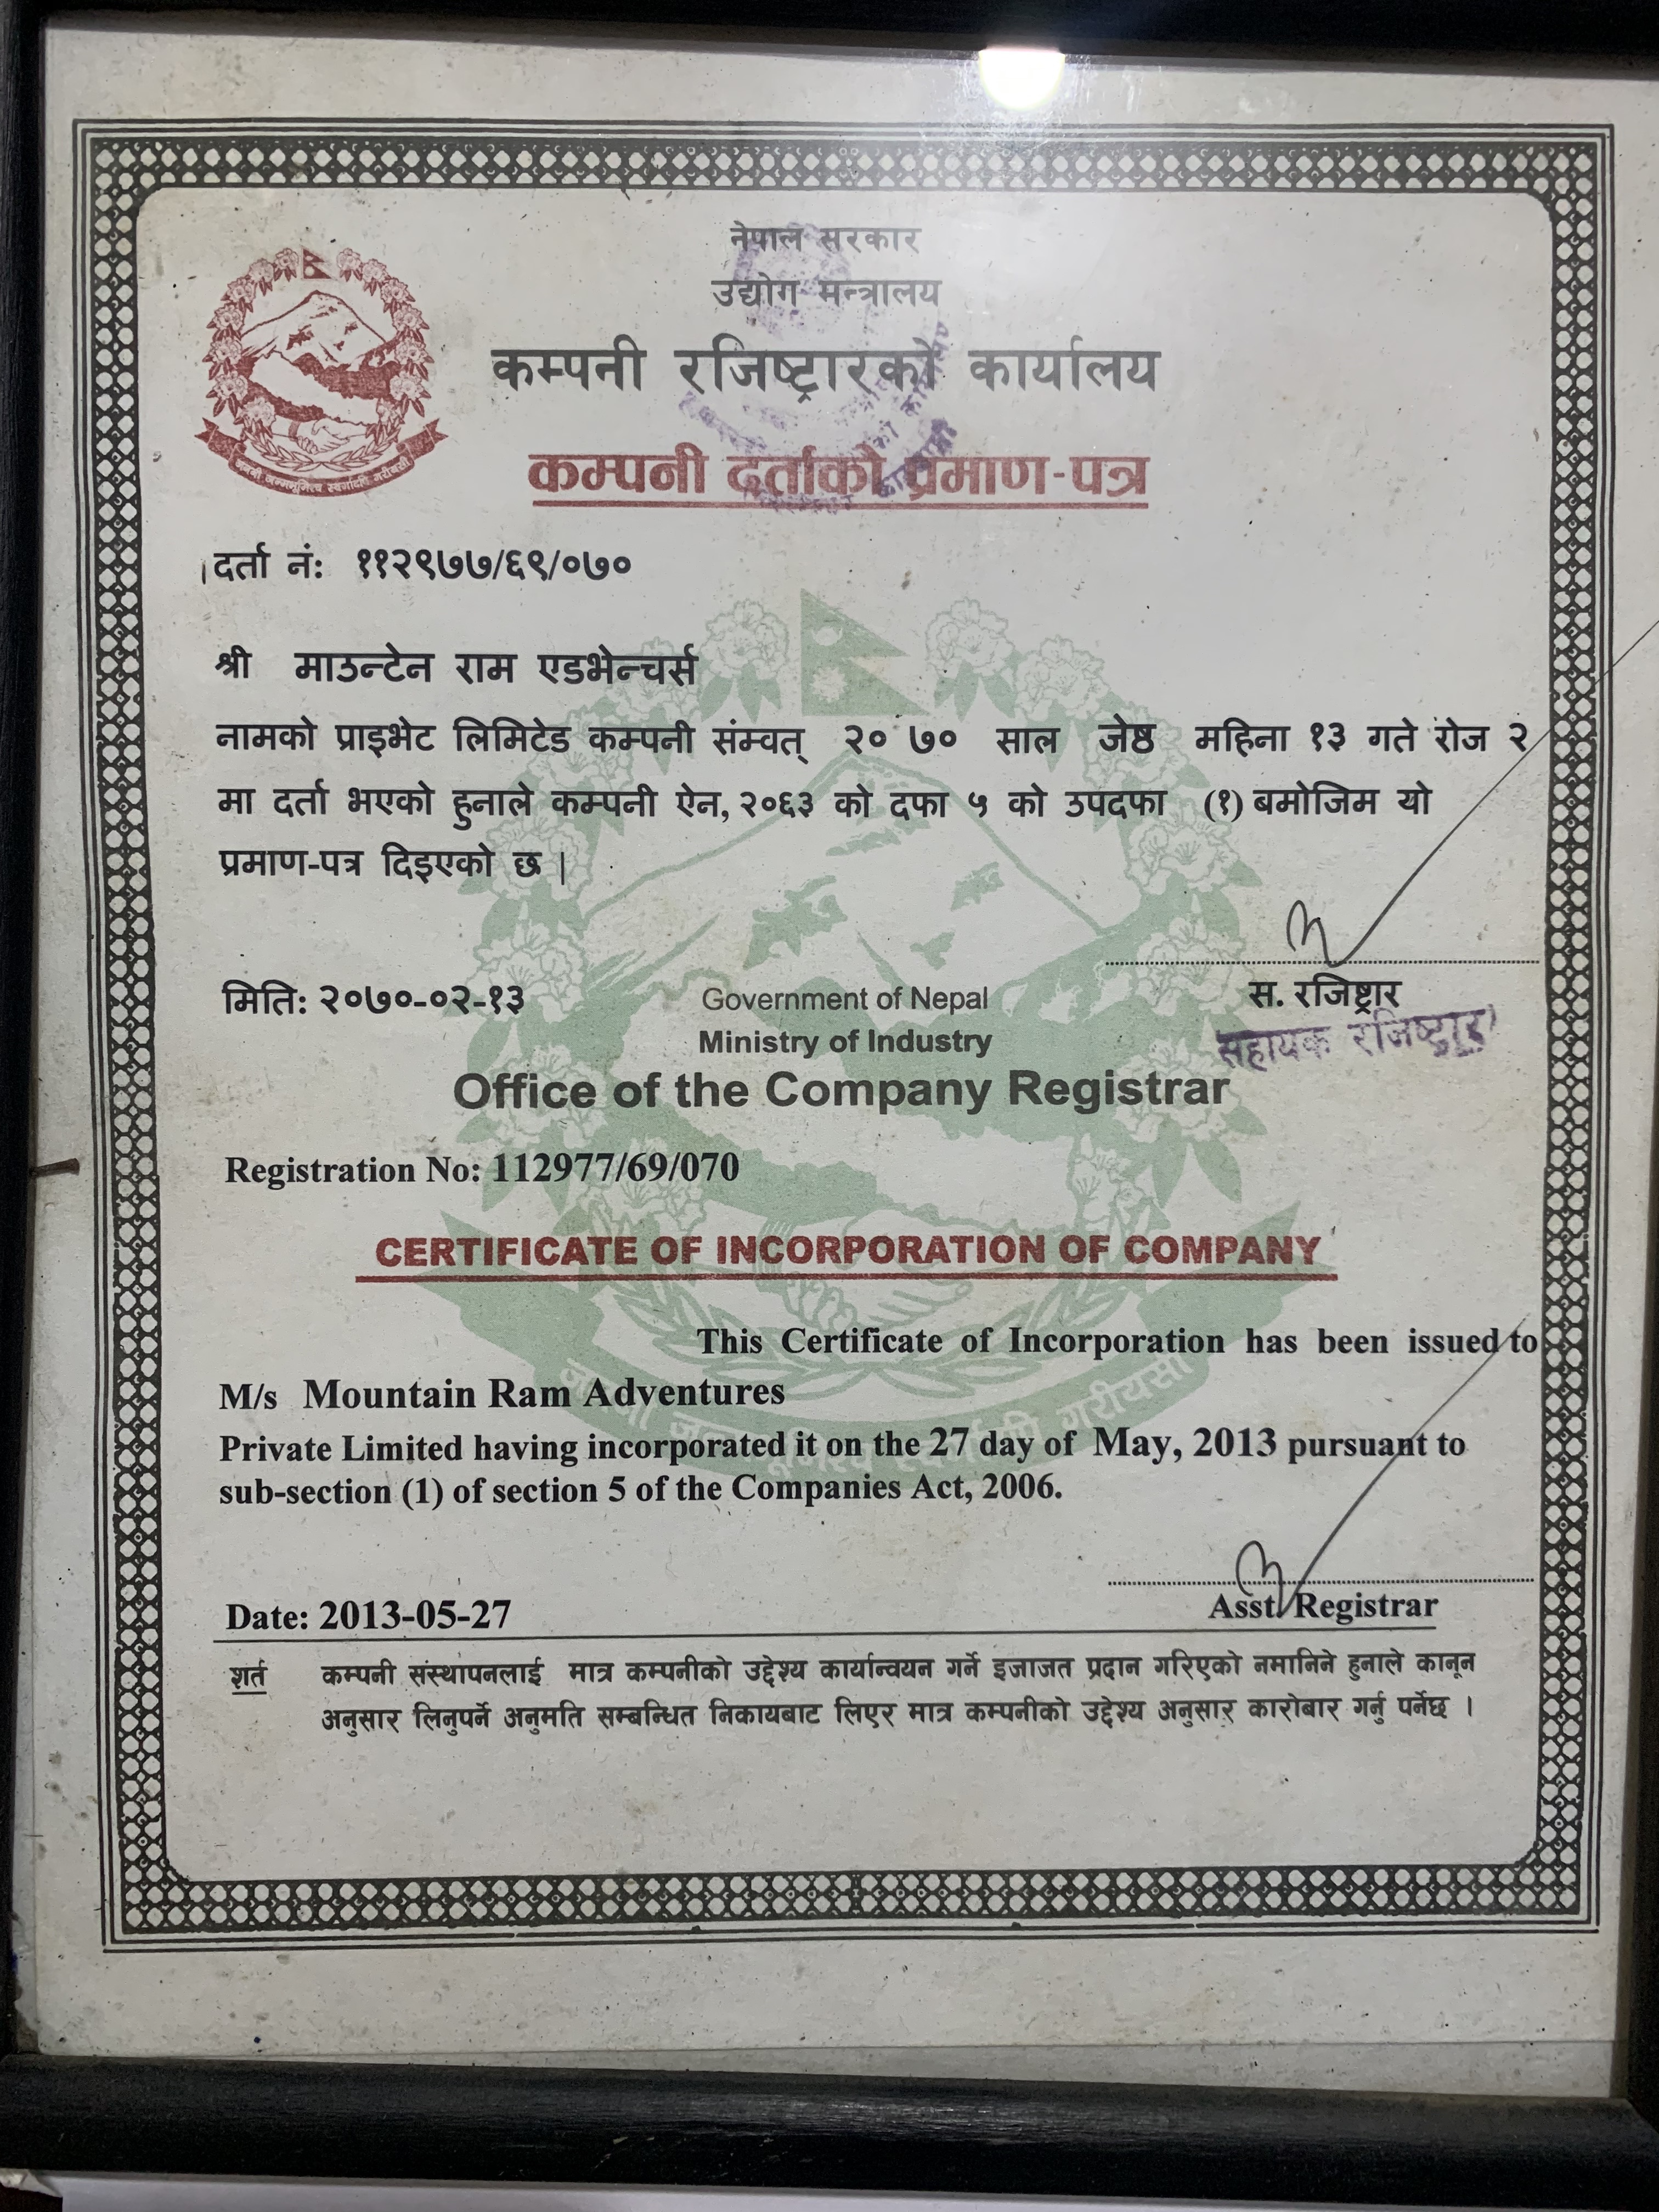 नेपाल सरकार
उद्योग मन्त्रालय
कम्पनी रजिष्ट्रारको कार्यालय
कम्पनी दर्ताको प्रमाण-पत्र
दर्ता नं: ११२९७७/६९/०७०
श्री माउन्टेन राम एडभेन्चर्स
नामको प्राइभेट लिमिटेड कम्पनी संम्वत् २० ७० साल जेष्ठ महिना १३ गते रोज २
मा दर्ता भएको हुनाले कम्पनी ऐन, २०६३ को दफा ५ को उपदफा (१) बमोजिम यो
प्रमाण-पत्र दिइएको छ |
मिति: २०७०-०२-१३
स. रजिष्ट्रार
सहायक रजिष्ट्रार
Government of Nepal
Ministry of Industry
Office of the Company Registrar
Registration No: 112977/69/070
CERTIFICATE OF INCORPORATION OF COMPANY
This Certificate of Incorporation has been issued to
M/s Mountain Ram Adventures
Private Limited having incorporated it on the 27 day of May, 2013 pursuant to
sub-section (1) of section 5 of the Companies Act, 2006.
Date: 2013-05-27
Asst. Registrar
शर्त कम्पनी संस्थापनलाई मात्र कम्पनीको उद्देश्य कार्यान्वयन गर्ने इजाजत प्रदान गरिएको नमानिने हुनाले कानून
अनुसार लिनुपर्ने अनुमति सम्बन्धित निकायबाट लिएर मात्र कम्पनीको उद्देश्य अनुसार कारोबार गर्नु पर्नेछ ।